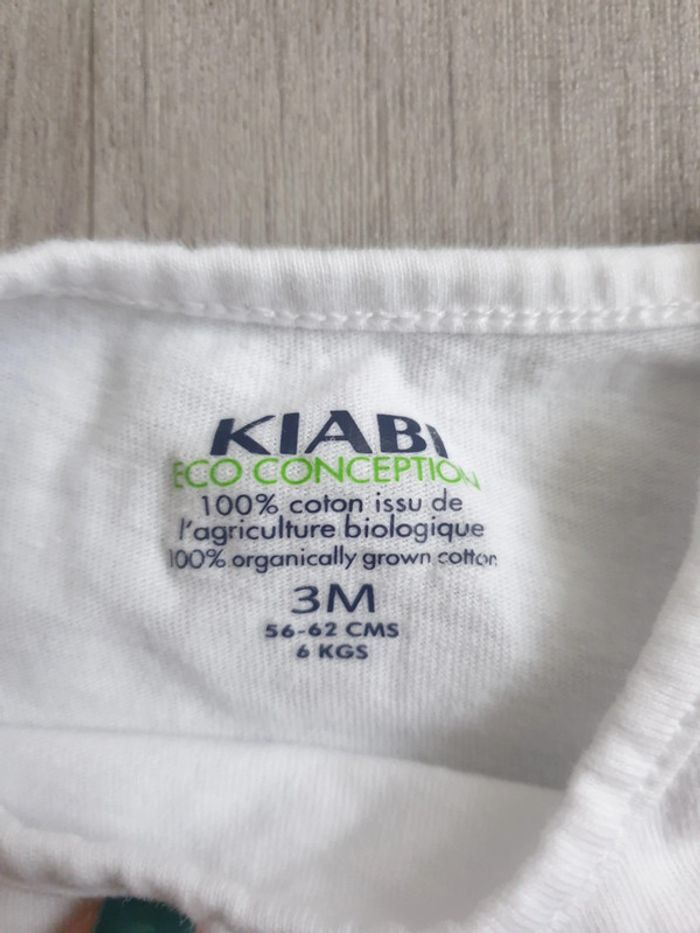 KIABI
ECO CONCEPTION
100% coton issu de
l'agriculture biologique
100% organically grown cotton
3M
56-62 CMS
6 KGS